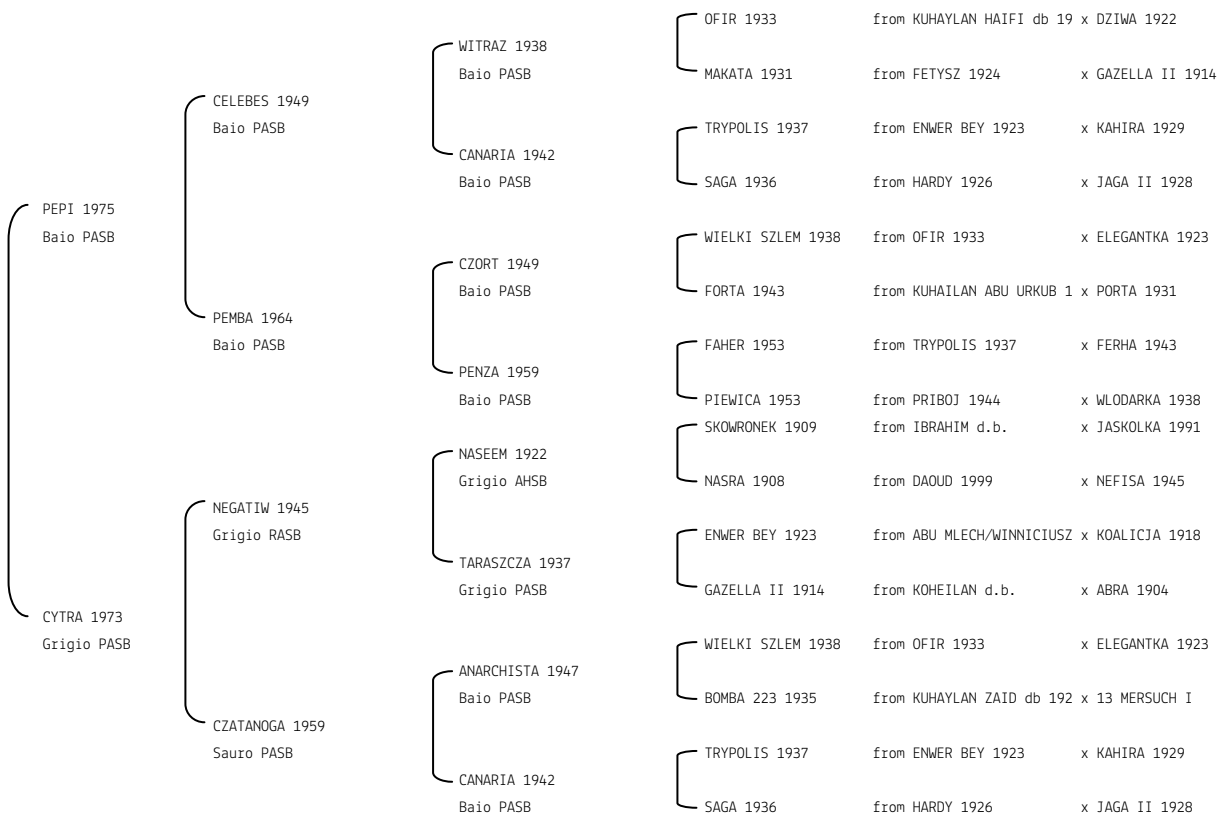 OFIR 1933 from KUHAYLAN HAIFI db 19 x DZIWA 1922
WITRAZ 1938
Baio PASB
MAKATA 1931 from FETYSZ 1924 x GAZELLA II 1914
CELEBES 1949
Baio PASB
TRYPOLIS 1937 from ENWER BEY 1923 x KAHIRA 1929
CANARIA 1942
Baio PASB
SAGA 1936 from HARDY 1926 x JAGA II 1928
PEPI 1975
Baio PASB
WIELKI SZLEM 1938 from OFIR 1933 x ELEGANTKA 1923
CZORT 1949
Baio PASB
FORTA 1943 from KUHAILAN ABU URKUB 1 x PORTA 1931
PEMBA 1964
Baio PASB
FAHER 1953 from TRYPOLIS 1937 x FERHA 1943
PENZA 1959
Baio PASB
PIEWICA 1953 from PRIBOJ 1944 x WLODARKA 1938
SKOWRONEK 1909 from IBRAHIM d.b. x JASKOLKA 1991
NASEEM 1922
Grigio AHSB
NASRA 1908 from DAOUD 1999 x NEFISA 1945
NEGATIW 1945
Grigio RASB
ENWER BEY 1923 from ABU MLECH/WINNICIUSZ x KOALICJA 1918
TARASZCZA 1937
Grigio PASB
GAZELLA II 1914 from KOHEILAN d.b. x ABRA 1904
CYTRA 1973
Grigio PASB
WIELKI SZLEM 1938 from OFIR 1933 x ELEGANTKA 1923
ANARCHISTA 1947
Baio PASB
BOMBA 223 1935 from KUHAYLAN ZAID db 192 x 13 MERSUCH I
CZATANOGA 1959
Sauro PASB
TRYPOLIS 1937 from ENWER BEY 1923 x KAHIRA 1929
CANARIA 1942
Baio PASB
SAGA 1936 from HARDY 1926 x JAGA II 1928